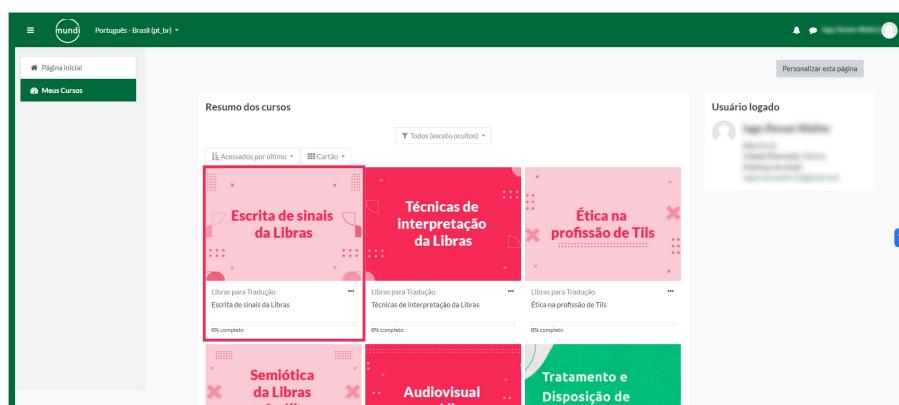 mundi
Português - Brasil (pt_br)
Página inicial
Meus Cursos
Personalizar esta página
Resumo dos cursos
Usuário logado
Todos (exceto ocultos)
Acessados por último
Cartão
Escrita de sinais
da Libras
Técnicas de
interpretação
da Libras
Ética na
profissão de Tils
Libras para Tradução
Escrita de sinais da Libras
0% completo
Libras para Tradução
Técnicas de interpretação da Libras
0% completo
Libras para Tradução
Ética na profissão de Tils
0% completo
Semiótica
da Libras
Audiovisual
Tratamento e
Disposição de